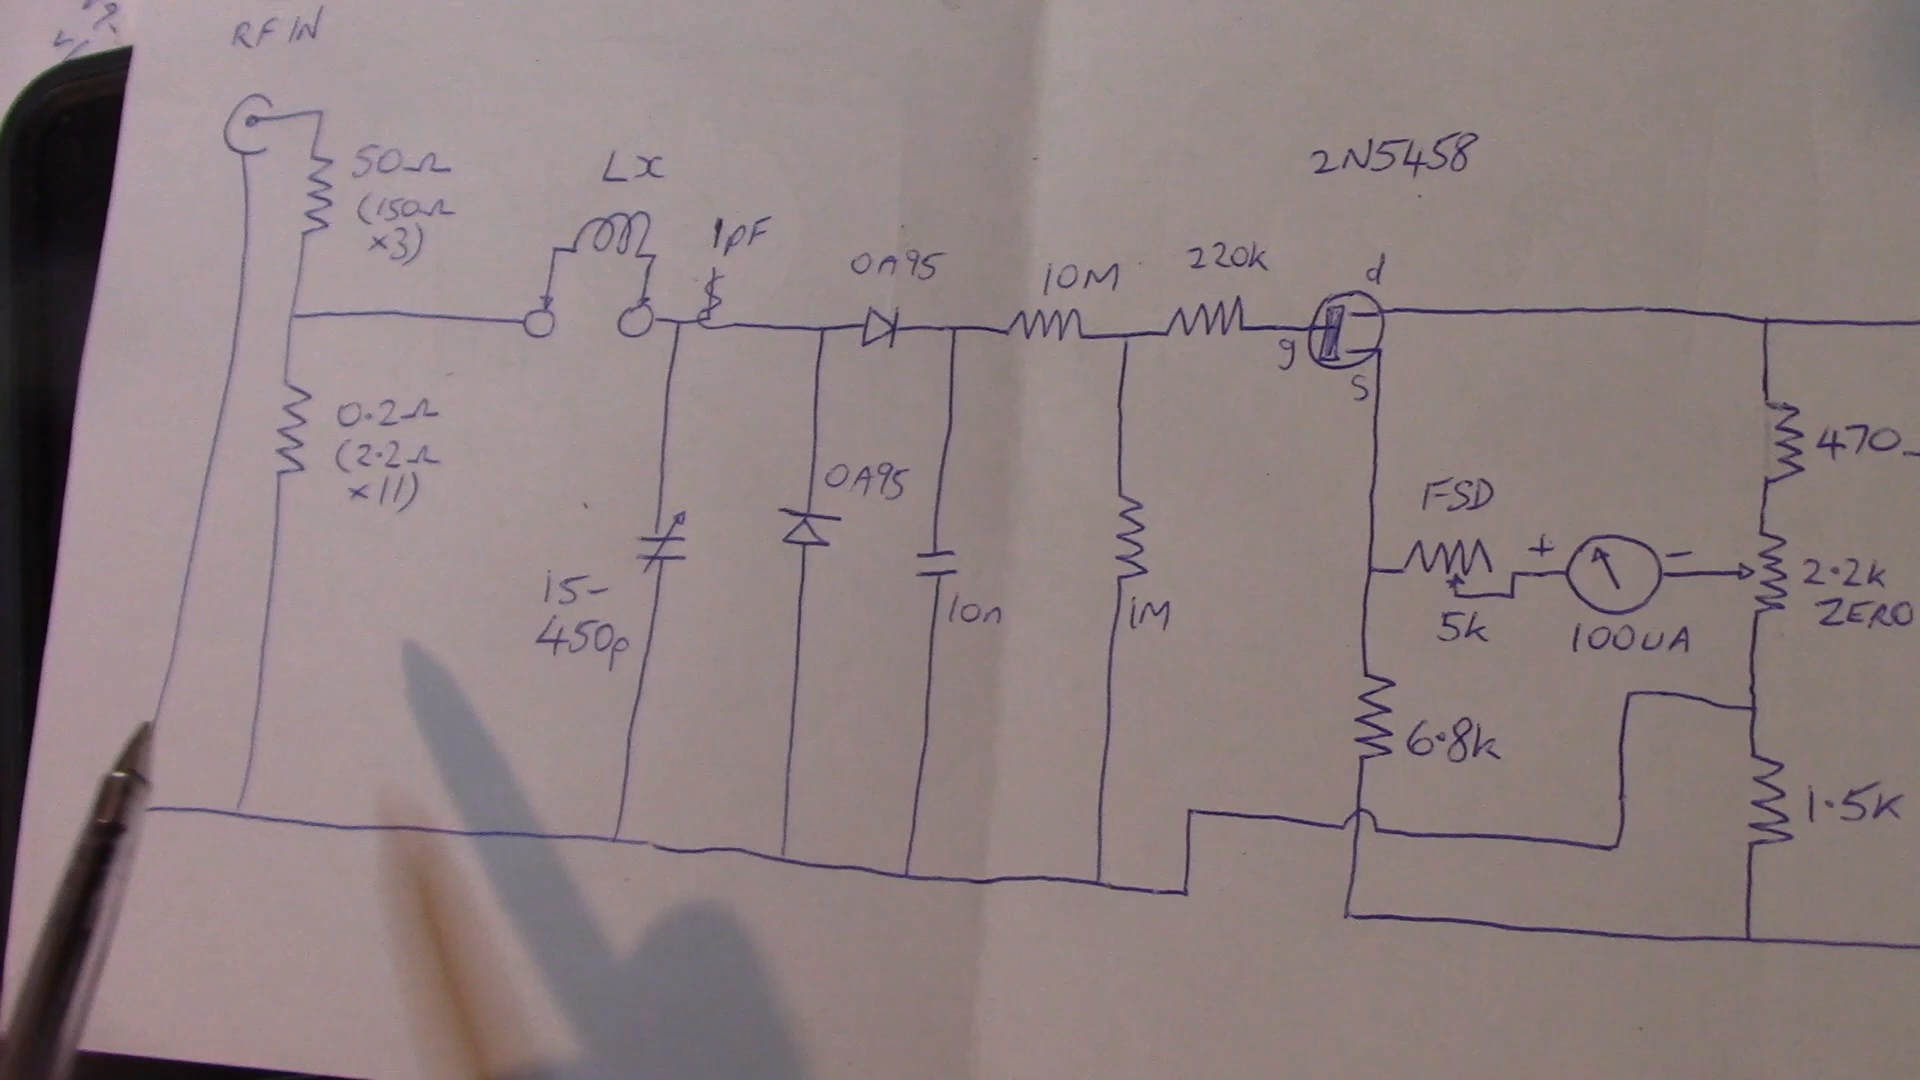 RF IN
50Ω
(150Ω
×3)
Lx
1pF
OA95
10M
220k
2N5458
d
g
s
0.2Ω
(2.2Ω
×11)
OA95
15-
450p
10n
1M
FSD
5k
+
-
100uA
470
2.2k
ZERO
6.8k
1.5k